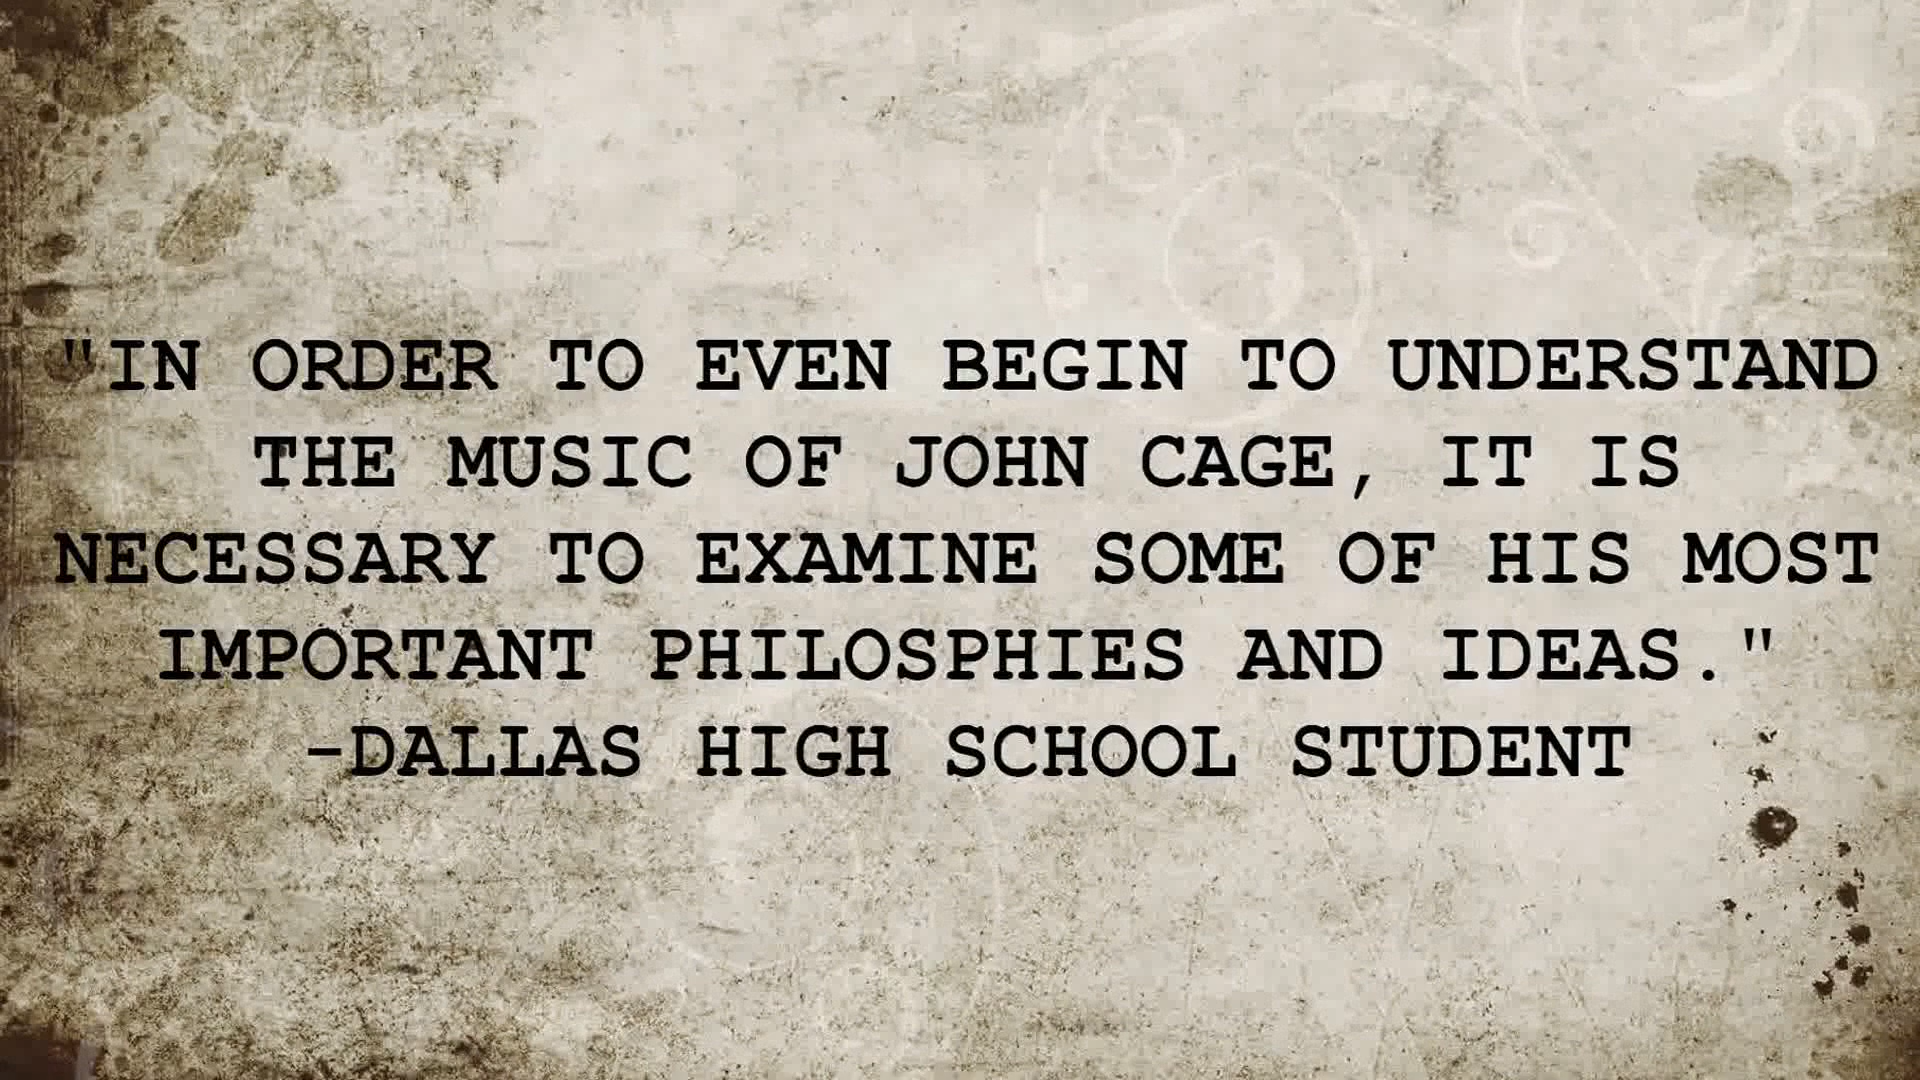 "IN ORDER TO EVEN BEGIN TO UNDERSTAND
THE MUSIC OF JOHN CAGE, IT IS
NECESSARY TO EXAMINE SOME OF HIS MOST
IMPORTANT PHILOSPHIES AND IDEAS."
-DALLAS HIGH SCHOOL STUDENT